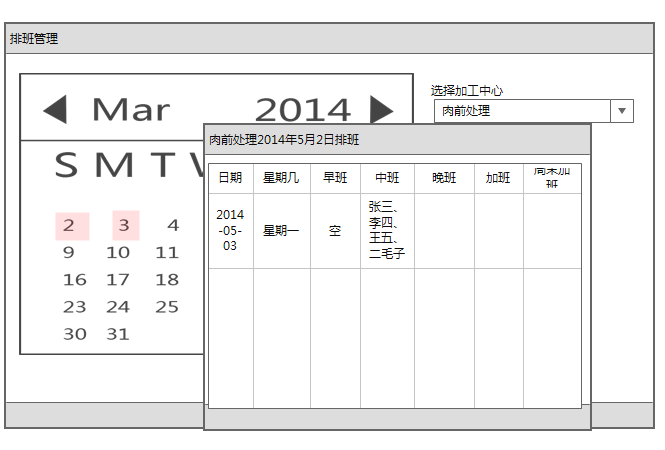 排班管理
选择加工中心
肉前处理
Mar 2014
S M T
2 3 4
9 10 11
16 17 18
23 24 25
30 31
肉前处理2014年5月2日排班
日期 星期几 早班 中班 晚班 加班 周末加班
2014-05-03 星期一 空 张三、李四、王五、二毛子